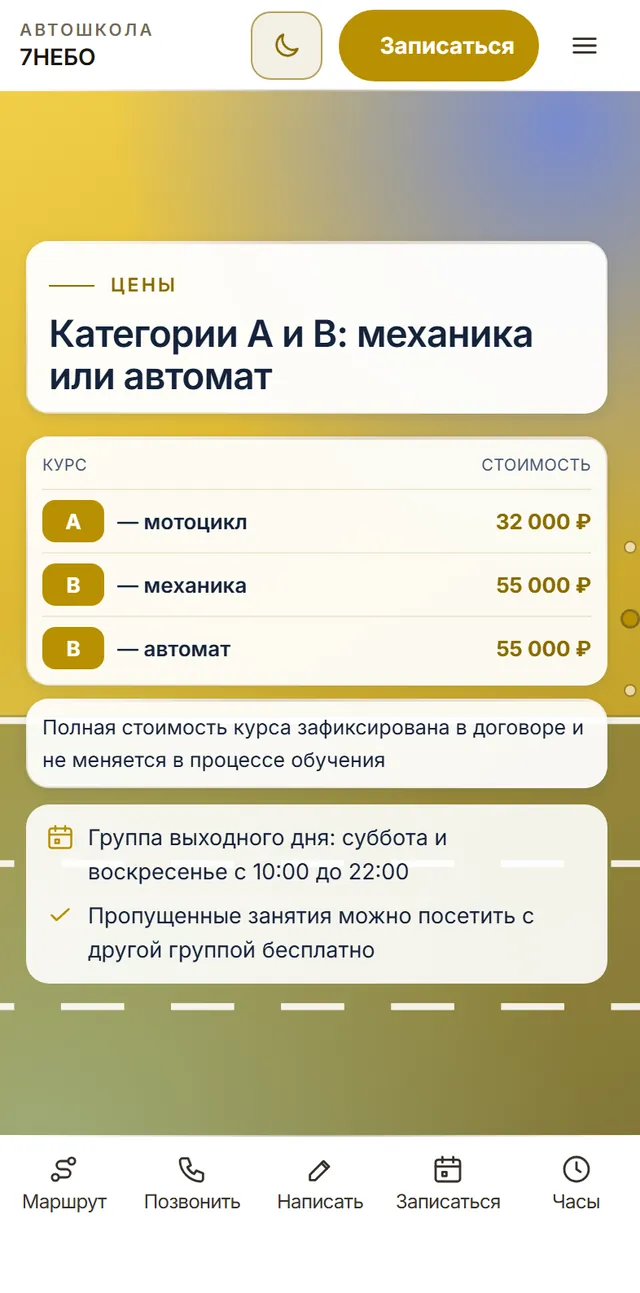 АВТОШКОЛА
7НЕБО
Записаться
ЦЕНЫ
Категории А и В: механика
или автомат
КУРС СТОИМОСТЬ
A — мотоцикл 32 000 ₽
B — механика 55 000 ₽
B — автомат 55 000 ₽
Полная стоимость курса зафиксирована в договоре и
не меняется в процессе обучения
Группа выходного дня: суббота и
воскресенье с 10:00 до 22:00
Пропущенные занятия можно посетить с
другой группой бесплатно
Маршрут Позвонить Написать Записаться Часы